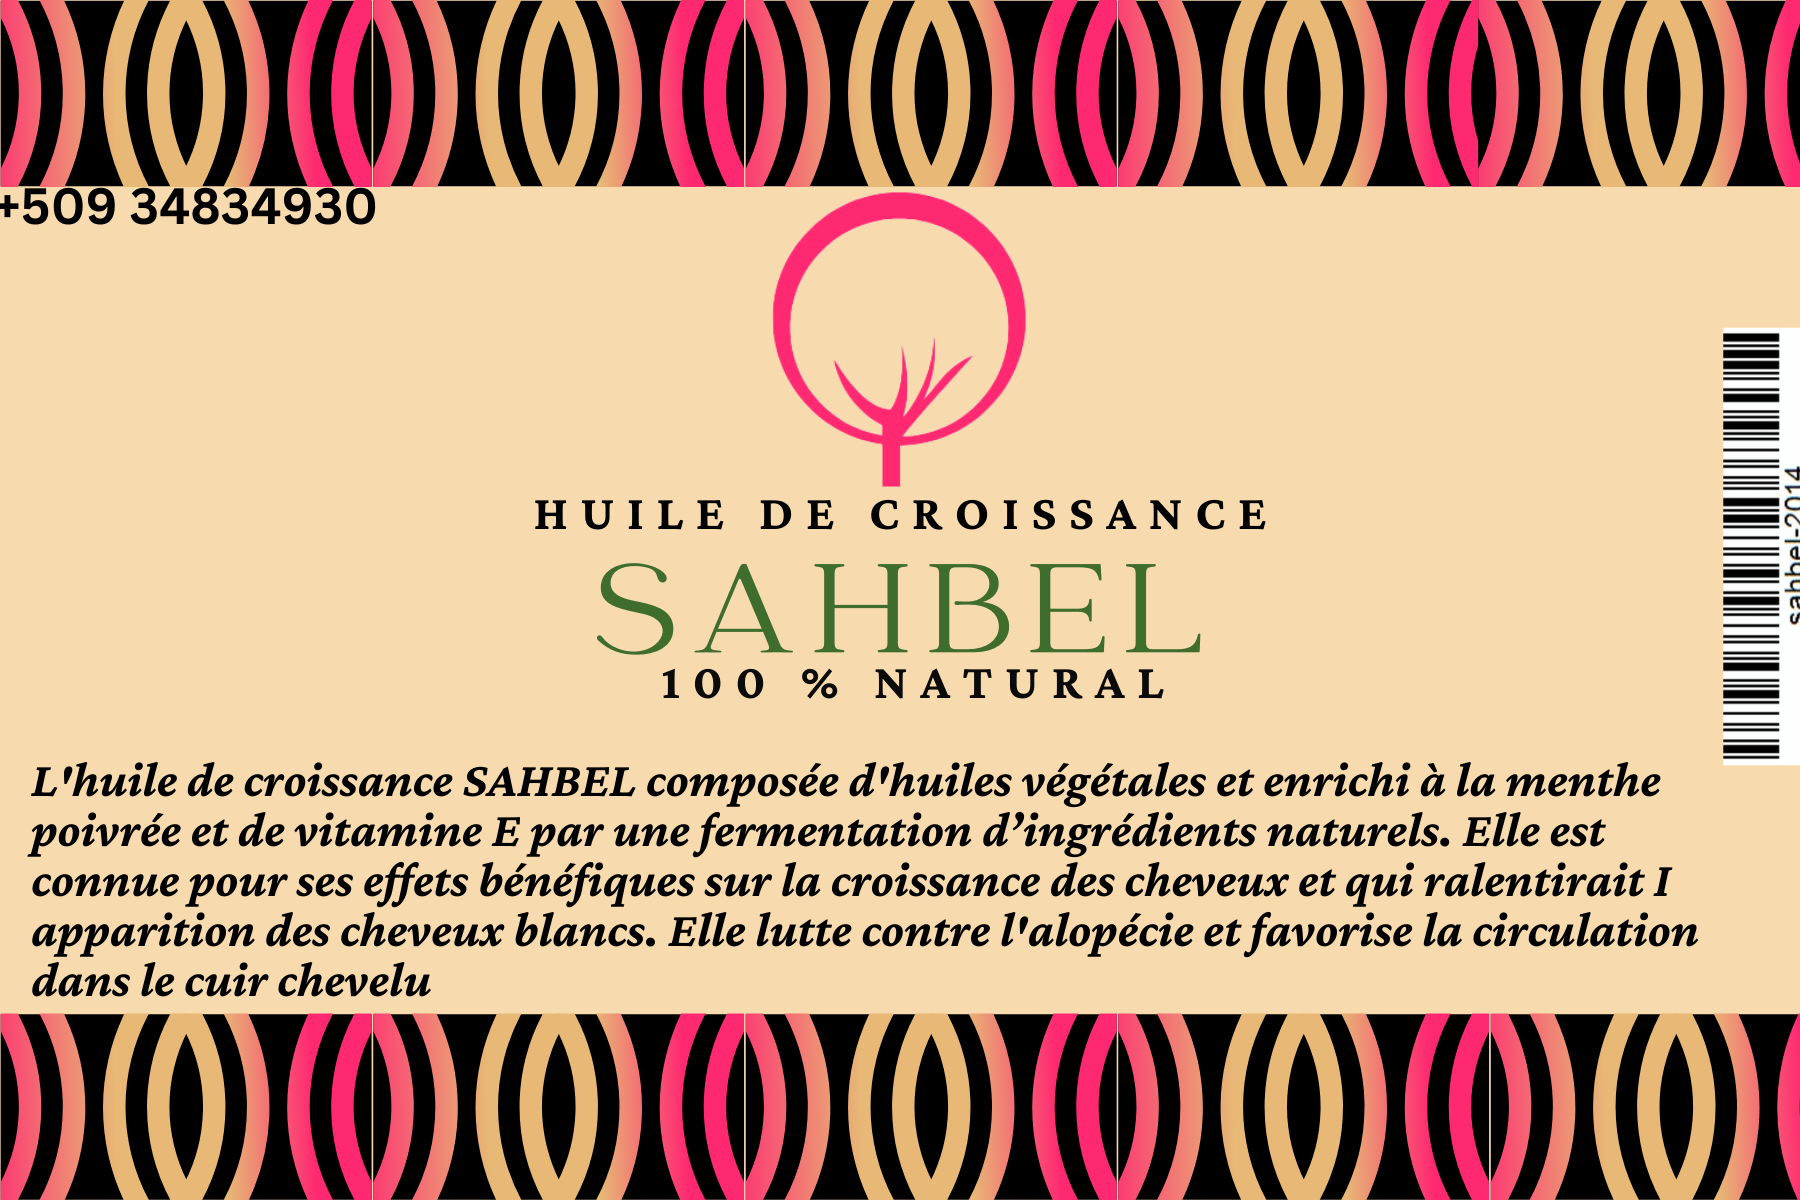 +509 34834930
HUILE DE CROISSANCE
SAHBEL
100 % NATURAL
sahbel-2014
L'huile de croissance SAHBEL composée d'huiles végétales et enrichi à la menthe
poivrée et de vitamine E par une fermentation d’ingrédients naturels. Elle est
connue pour ses effets bénéfiques sur la croissance des cheveux et qui ralentirait I
apparition des cheveux blancs. Elle lutte contre l'alopécie et favorise la circulation
dans le cuir chevelu